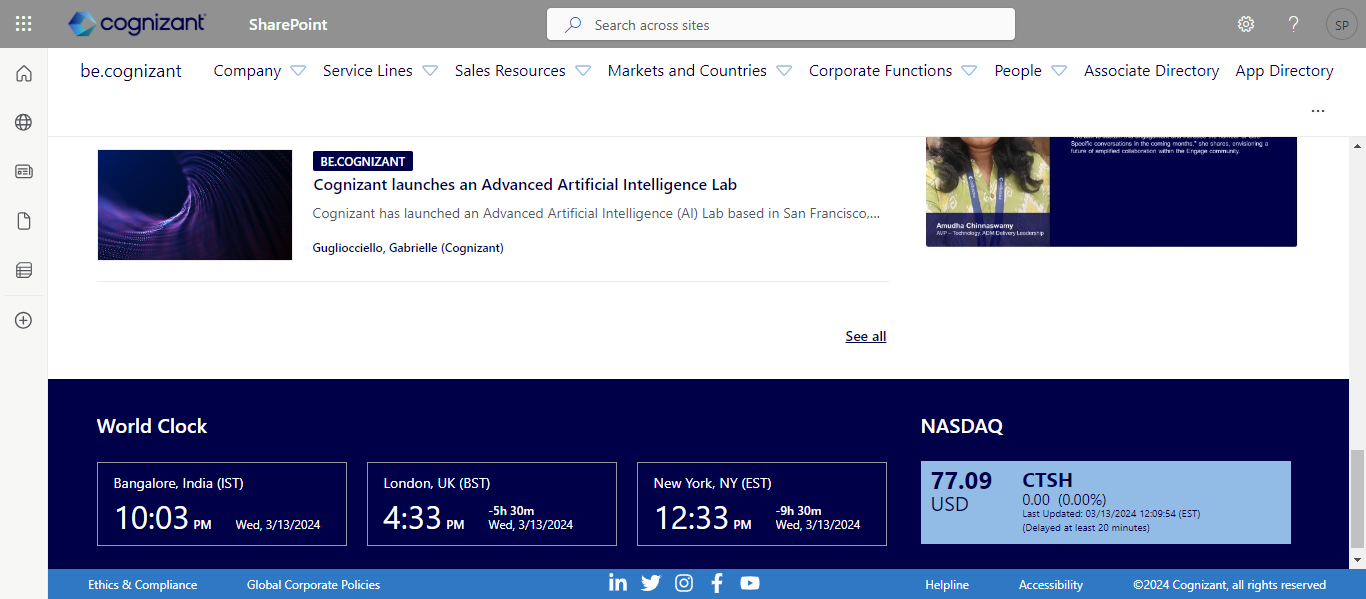 cognizant
SharePoint
Search across sites
?
SP
be.cognizant
Company
Service Lines
Sales Resources
Markets and Countries
Corporate Functions
People
Associate Directory
App Directory
...
BE.COGNIZANT
Cognizant launches an Advanced Artificial Intelligence Lab
Cognizant has launched an Advanced Artificial Intelligence (AI) Lab based in San Francisco,...
Gugliocciello, Gabrielle (Cognizant)
Specific conversations in the coming months," she shares, envisioning a
future of amplified collaboration within the Engage community.
Amudha Chinnaswamy
AVP – Technology, ADM Delivery Leadership
See all
World Clock
Bangalore, India (IST)
10:03 PM
Wed, 3/13/2024
London, UK (BST)
4:33 PM
-5h 30m
Wed, 3/13/2024
New York, NY (EST)
12:33 PM
-9h 30m
Wed, 3/13/2024
NASDAQ
77.09
USD
CTSH
0.00 (0.00%)
Last Updated: 03/13/2024 12:09:54 (EST)
(Delayed at least 20 minutes)
Ethics & Compliance
Global Corporate Policies
in
f
Helpline
Accessibility
©2024 Cognizant, all rights reserved